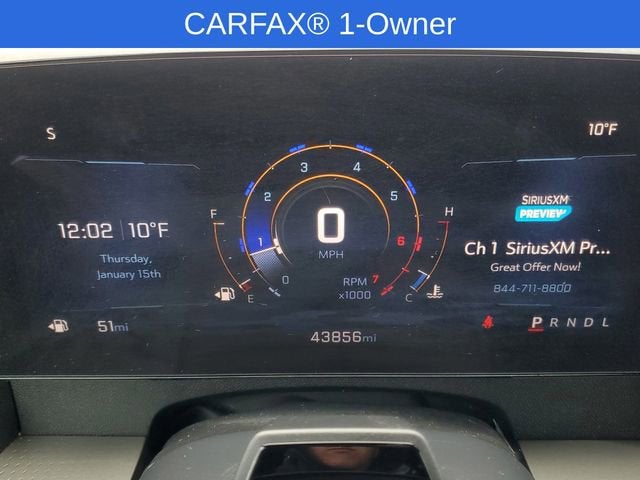 CARFAX® 1-Owner
S
10°F
12:02 10°F
Thursday,
January 15th
51mi
F
E
0
1
2
3
4
5
6
7
0
MPH
RPM
x1000
43856mi
H
C
SIRIUSXM
PREVIEW
Ch 1 SiriusXM Pr...
Great Offer Now!
844-711-8800
P R N D L